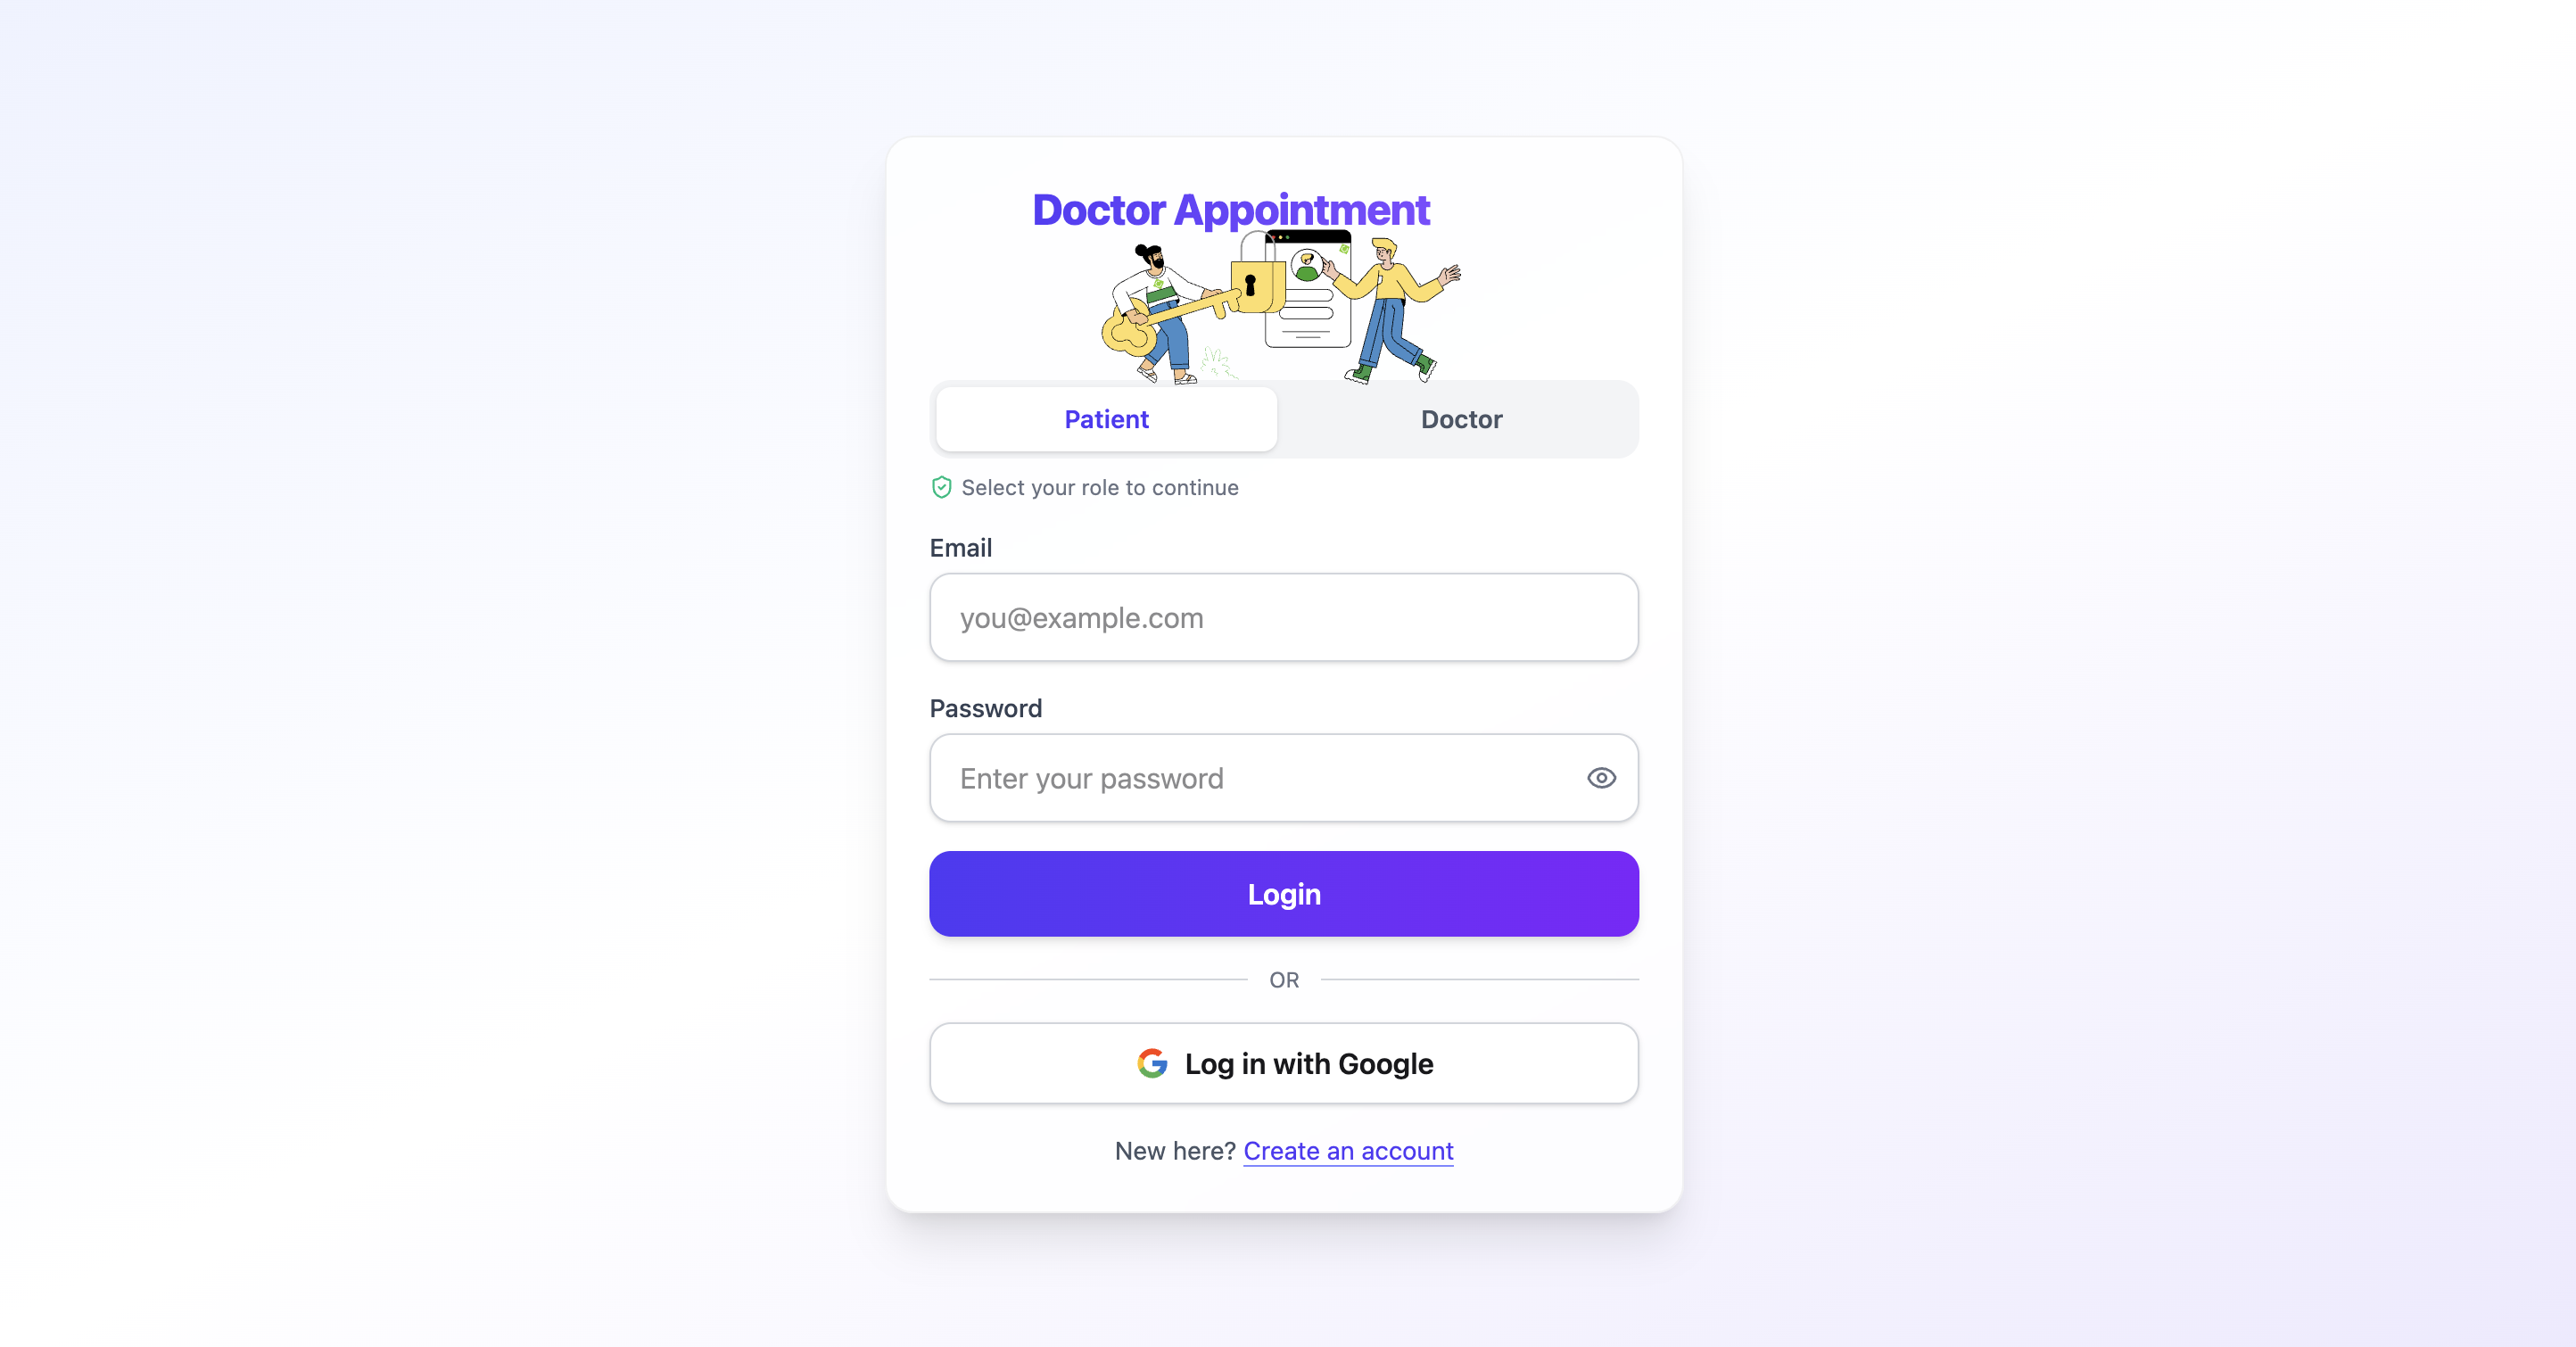 Doctor Appointment
Patient
Doctor
Select your role to continue
Email
you@example.com
Password
Enter your password
Login
OR
Log in with Google
New here? Create an account